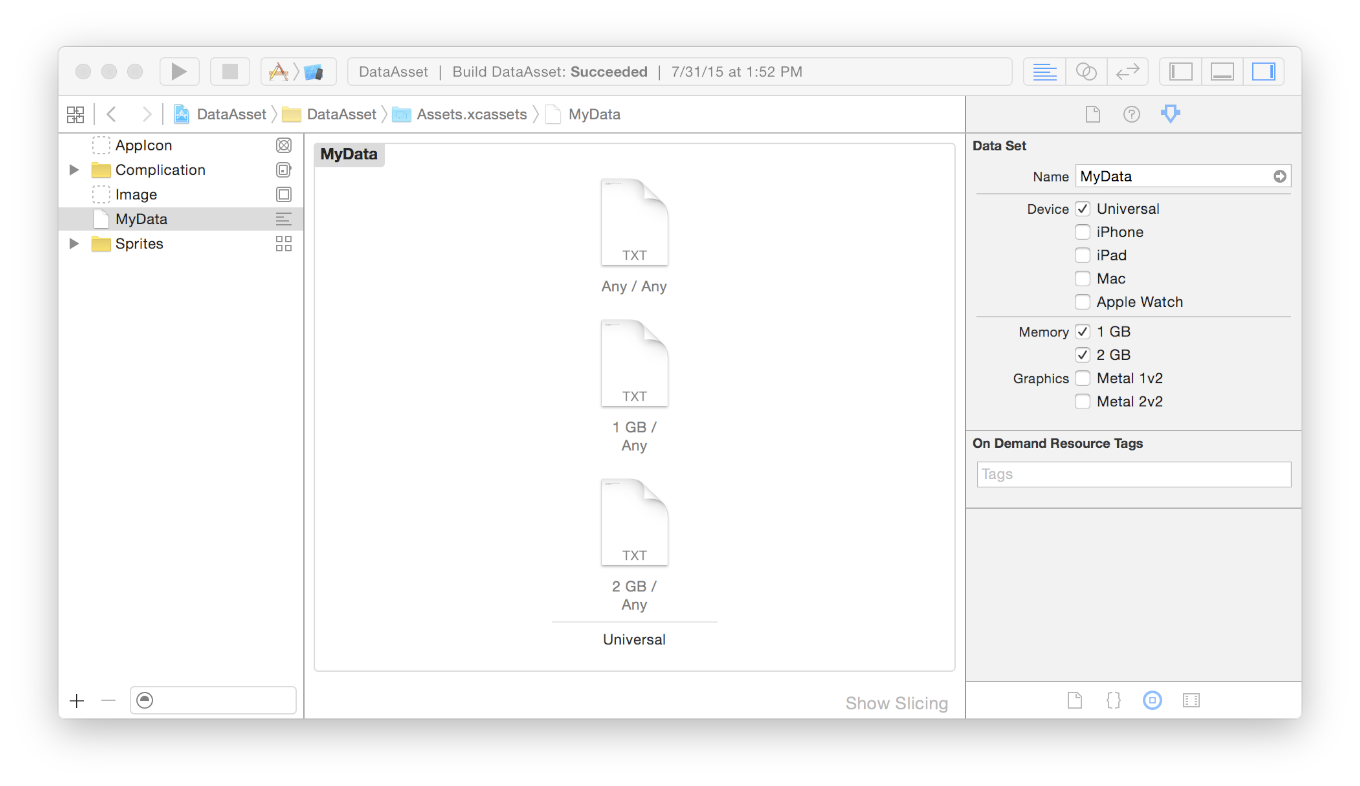 DataAsset | Build DataAsset: Succeeded | 7/31/15 at 1:52 PM
DataAsset DataAsset Assets.xcassets MyData
AppIcon
Complication
Image
MyData
Sprites
MyData
TXT
Any / Any
TXT
1 GB /
Any
TXT
2 GB /
Any
Universal
Show Slicing
Data Set
Name MyData
Device Universal
iPhone
iPad
Mac
Apple Watch
Memory 1 GB
2 GB
Graphics Metal 1v2
Metal 2v2
On Demand Resource Tags
Tags